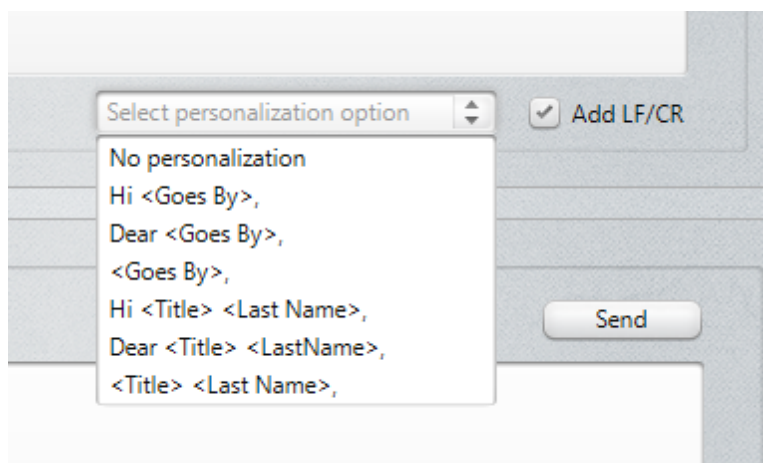 Select personalization option
Add LF/CR
No personalization
Hi <Goes By>,
Dear <Goes By>,
<Goes By>,
Hi <Title> <Last Name>,
Send
Dear <Title> <LastName>,
<Title> <Last Name>,